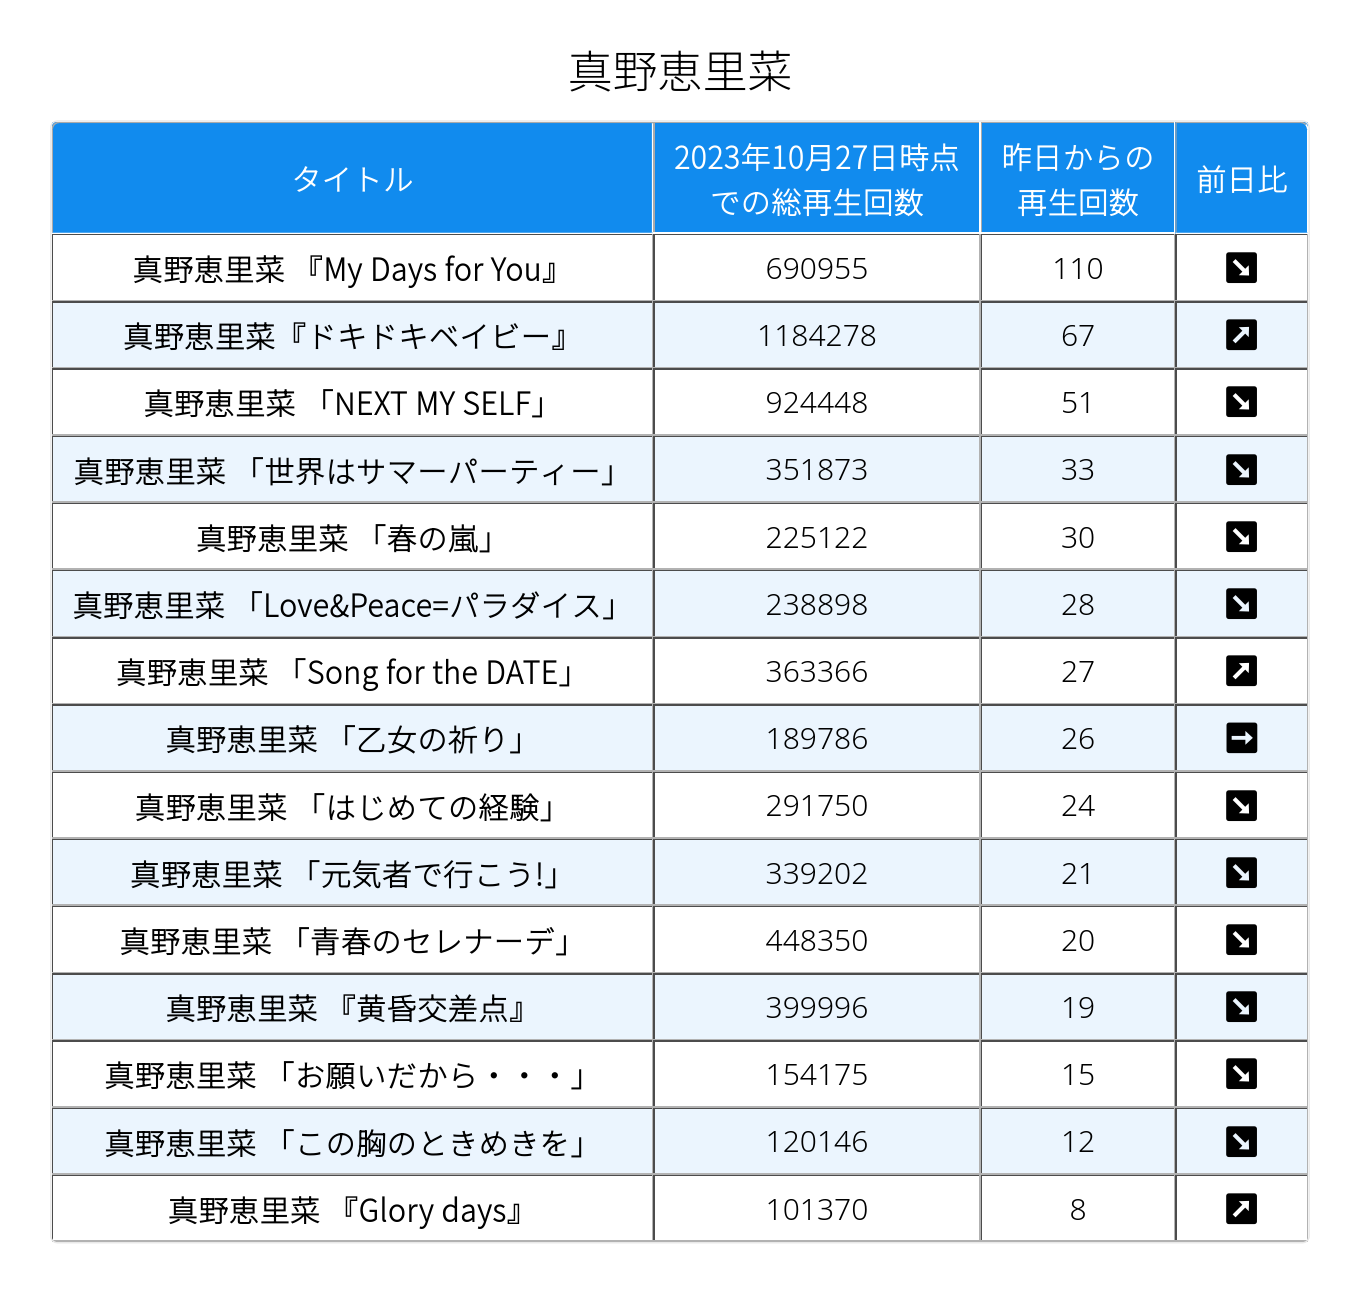 真野恵里菜
タイトル
2023年10月27日時点
での総再生回数
昨日からの
再生回数
前日比
真野恵里菜 『My Days for You』 690955 110 ↘
真野恵里菜『ドキドキベイビー』 1184278 67 ↗
真野恵里菜 「NEXT MY SELF」 924448 51 ↘
真野恵里菜 「世界はサマーパーティー」 351873 33 ↘
真野恵里菜 「春の嵐」 225122 30 ↘
真野恵里菜 「Love&Peace=パラダイス」 238898 28 ↘
真野恵里菜 「Song for the DATE」 363366 27 ↗
真野恵里菜 「乙女の祈り」 189786 26 →
真野恵里菜 「はじめての経験」 291750 24 ↘
真野恵里菜 「元気者で行こう!」 339202 21 ↘
真野恵里菜 「青春のセレナーデ」 448350 20 ↘
真野恵里菜 『黄昏交差点』 399996 19 ↘
真野恵里菜 「お願いだから・・・」 154175 15 ↘
真野恵里菜 「この胸のときめきを」 120146 12 ↘
真野恵里菜 『Glory days』 101370 8 ↗